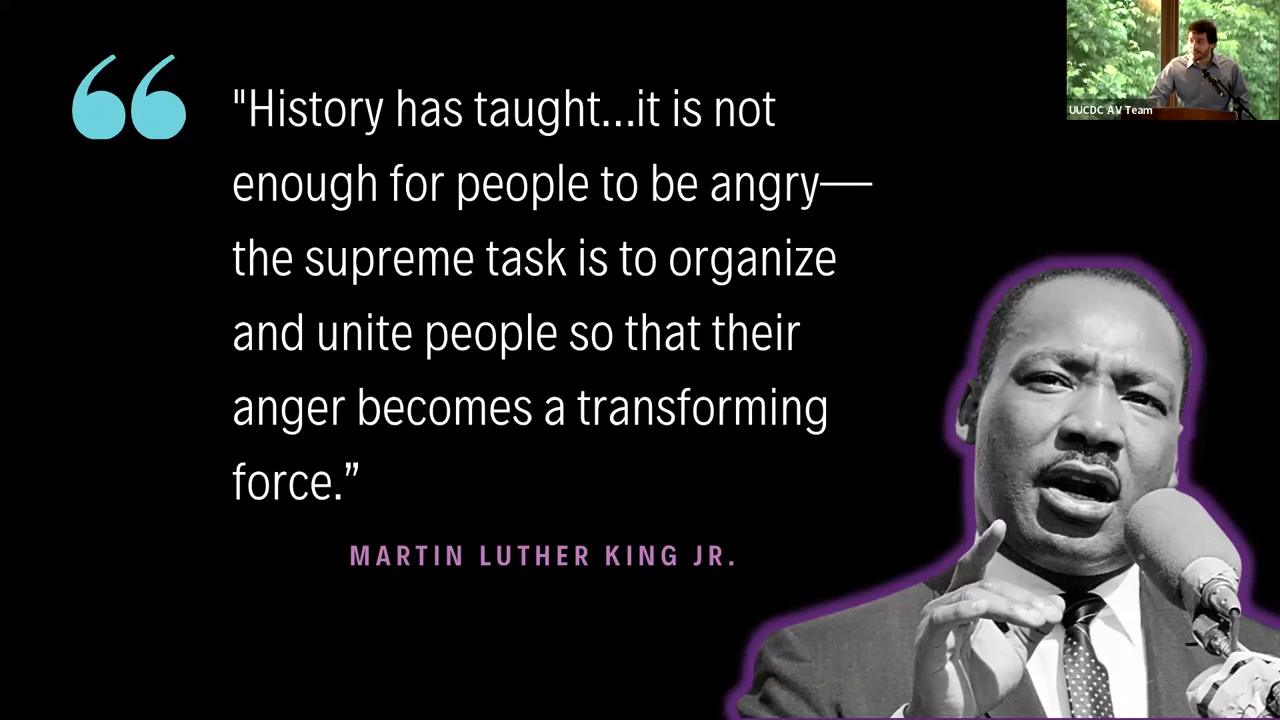 "History has taught...it is not
enough for people to be angry—
the supreme task is to organize
and unite people so that their
anger becomes a transforming
force.”
MARTIN LUTHER KING JR.
UUCDC AV Team